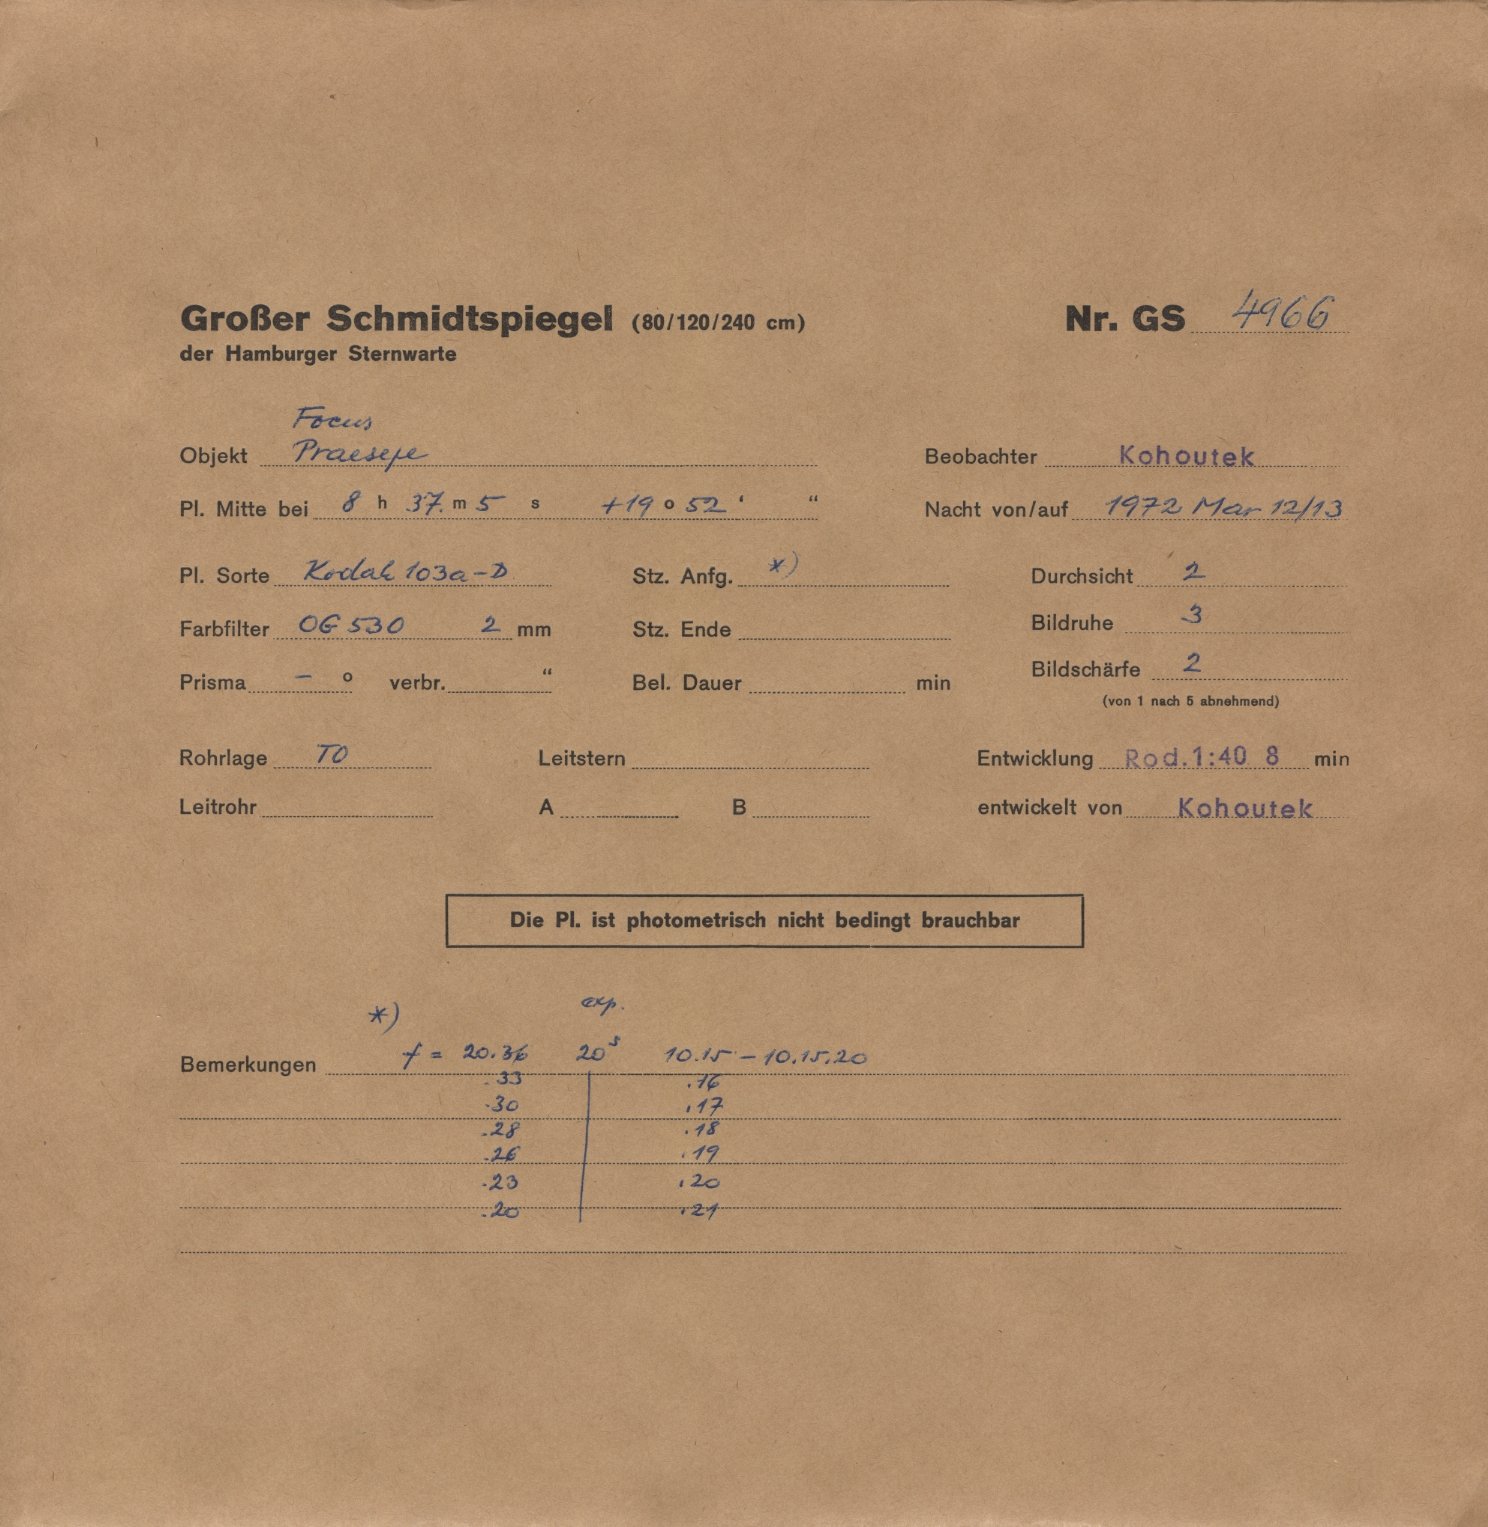 Großer Schmidtspiegel (80/120/240 cm) Nr. GS 4966
der Hamburger Sternwarte
Focus
Objekt Praesepe Beobachter Kohoutek
Pl. Mitte bei 8 h 37. m 5 s +19 o 52 ‘ “ Nacht von/auf 1972 Mar 12/13
Pl. Sorte Kodak 103a-D Stz. Anfg. *) Durchsicht 2
Farbfilter OG 530 2 mm Stz. Ende Bildruhe 3
Prisma – o verbr. “ Bel. Dauer min Bildschärfe 2
(von 1 nach 5 abnehmend)
Rohrlage TO Leitstern Entwicklung Rod.1:40 8 min
Leitrohr A B entwickelt von Kohoutek
Die Pl. ist photometrisch nicht bedingt brauchbar
*) exp.
Bemerkungen f = 20.36 20s 10.15 – 10.15.20
.33 .16
.30 .17
.28 .18
.26 .19
.23 .20
.20 .21